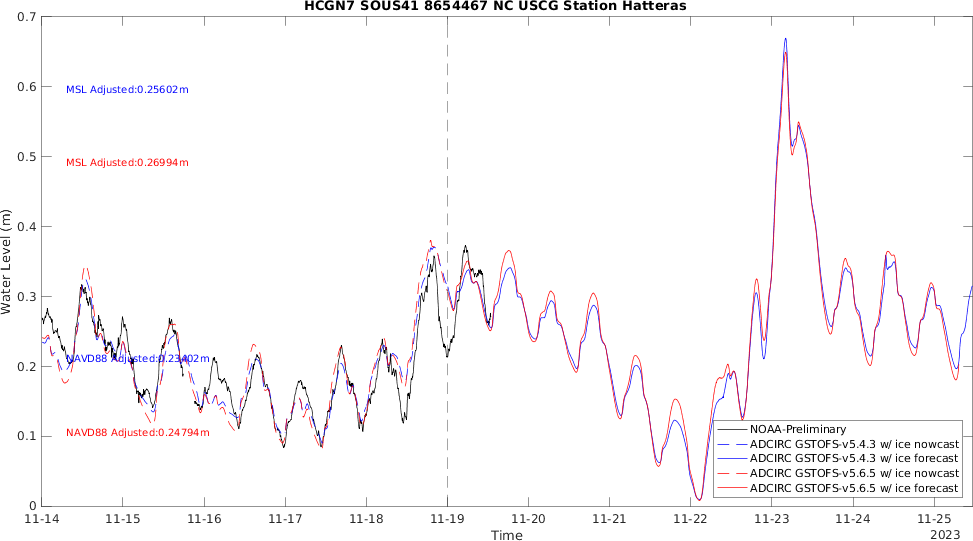 HCGN7 SOUS41 8654467 NC USCG Station Hatteras
0.7
0.6
0.5
0.4
0.3
0.2
0.1
0
Water Level (m)
MSL Adjusted:0.25602m
MSL Adjusted:0.26994m
NAVD88 Adjusted:0.23402m
NAVD88 Adjusted:0.24794m
NOAA-Preliminary
ADCIRC GSTOFS-v5.4.3 w/ ice nowcast
ADCIRC GSTOFS-v5.4.3 w/ ice forecast
ADCIRC GSTOFS-v5.6.5 w/ ice nowcast
ADCIRC GSTOFS-v5.6.5 w/ ice forecast
11-14 11-15 11-16 11-17 11-18 11-19 11-20 11-21 11-22 11-23 11-24 11-25
Time
2023